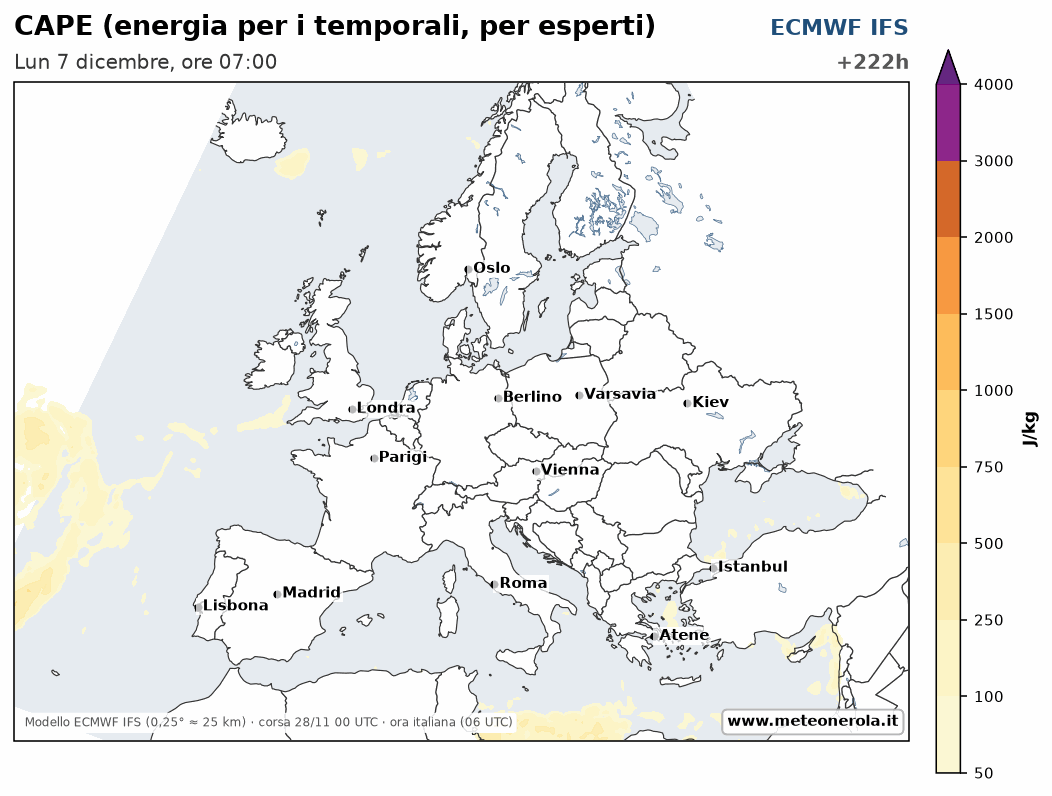 CAPE (energia per i temporali, per esperti)
ECMWF IFS
Lun 7 dicembre, ore 07:00
+222h
4000
3000
2000
1500
1000
750
500
250
100
50
J/kg
Oslo
Londra
Berlino
Varsavia
Kiev
Parigi
Vienna
Istanbul
Roma
Madrid
Lisbona
Atene
Modello ECMWF IFS (0,25° ≈ 25 km) · corsa 28/11 00 UTC · ora italiana (06 UTC)
www.meteonerola.it